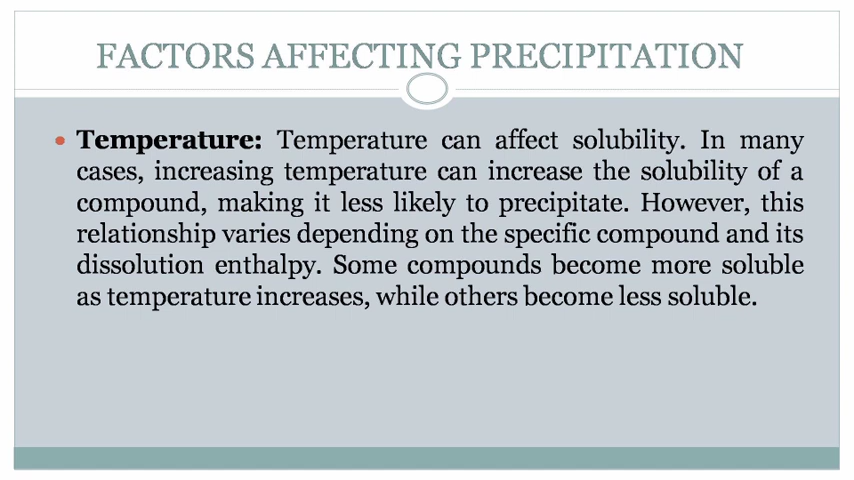 FACTORS AFFECTING PRECIPITATION
• Temperature: Temperature can affect solubility. In many
cases, increasing temperature can increase the solubility of a
compound, making it less likely to precipitate. However, this
relationship varies depending on the specific compound and its
dissolution enthalpy. Some compounds become more soluble
as temperature increases, while others become less soluble.